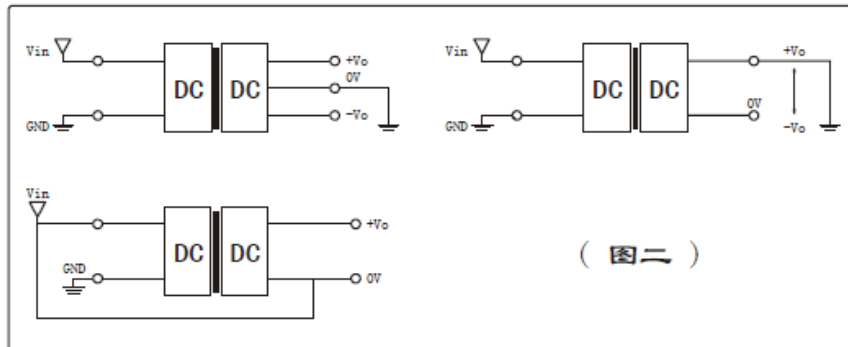 Vin
GND
DC
DC
+Vo
0V
-Vo
Vin
GND
DC
DC
+Vo
0V
-Vo
Vin
GND
DC
DC
+Vo
0V
( 图二 )